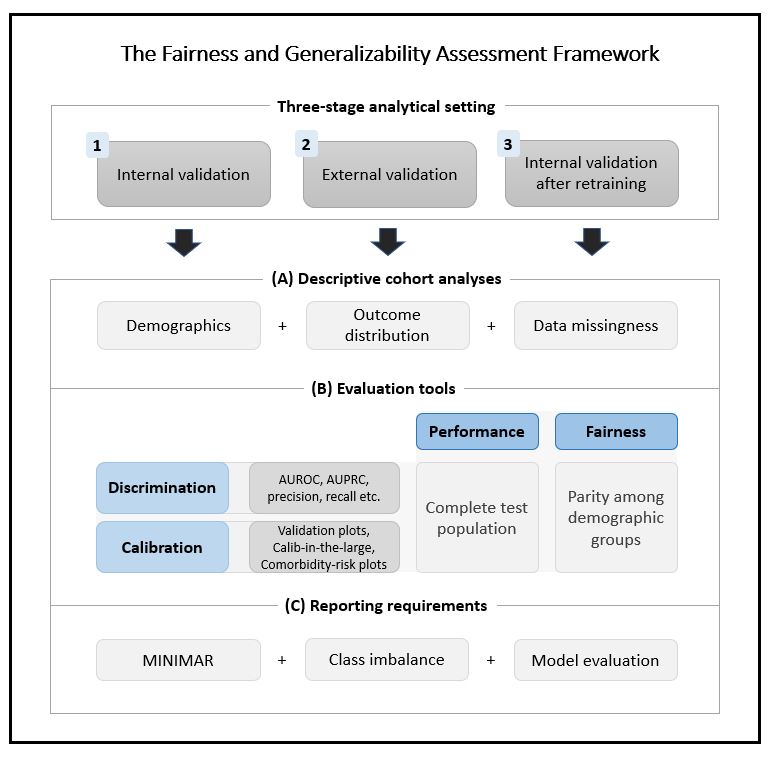 The Fairness and Generalizability Assessment Framework
Three-stage analytical setting
1
Internal validation
2
External validation
3
Internal validation
after retraining
(A) Descriptive cohort analyses
Demographics
+
Outcome
distribution
+
Data missingness
(B) Evaluation tools
Performance
Fairness
Discrimination
AUROC, AUPRC,
precision, recall etc.
Calibration
Validation plots,
Calib-in-the-large,
Comorbidity-risk plots
Complete test
population
Parity among
demographic
groups
(C) Reporting requirements
MINIMAR
+
Class imbalance
+
Model evaluation